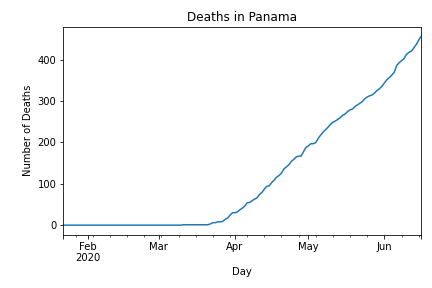 Deaths in Panama
Number of Deaths
400
300
200
100
0
Feb
2020
Mar
Apr
May
Jun
Day